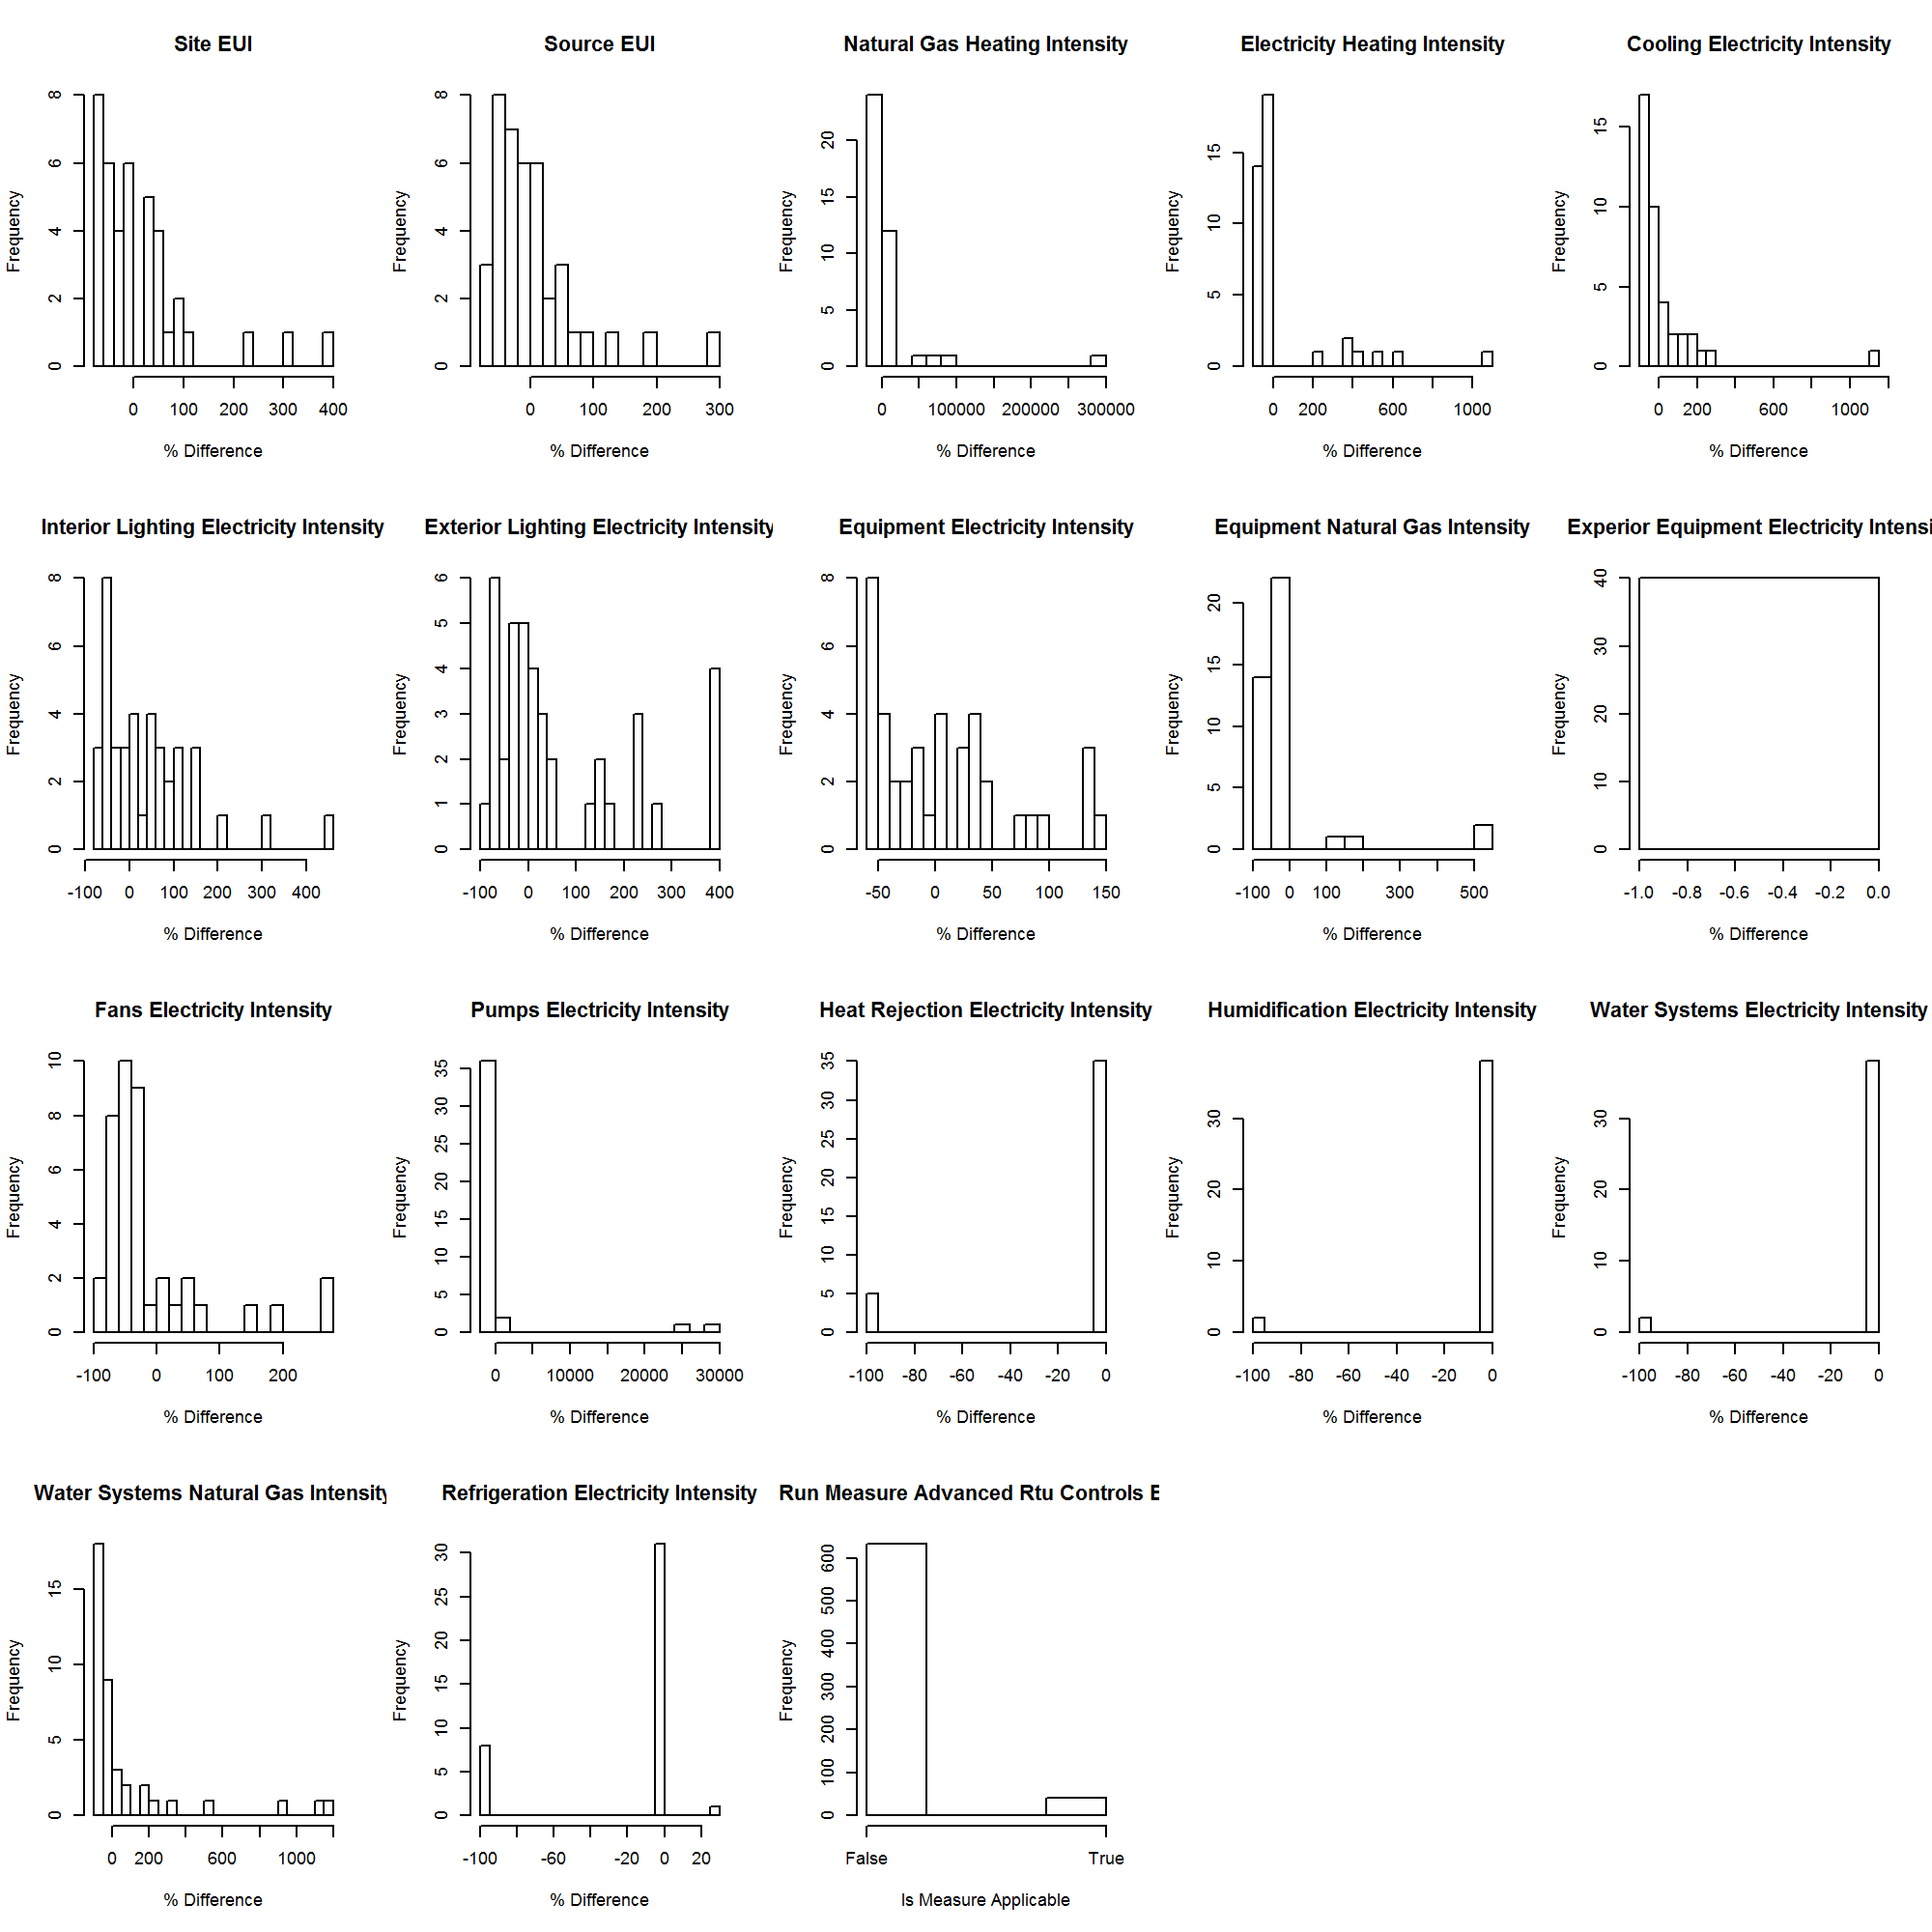 Site EUI
Source EUI
Natural Gas Heating Intensity
Electricity Heating Intensity
Cooling Electricity Intensity
Frequency
0 2 4 6 8
0 100 200 300 400
% Difference
Frequency
0 2 4 6 8
0 100 200 300
% Difference
Frequency
0 5 10 15 20
0 100000 200000 300000
% Difference
Frequency
0 5 10 15
0 200 600 1000
% Difference
Frequency
0 5 10 15
0 200 600 1000
% Difference
Interior Lighting Electricity Intensity
Exterior Lighting Electricity Intensity
Equipment Electricity Intensity
Equipment Natural Gas Intensity
Experior Equipment Electricity Intensi
Frequency
0 2 4 6 8
-100 0 100 200 300 400
% Difference
Frequency
0 1 2 3 4 5 6
-100 0 100 200 300 400
% Difference
Frequency
0 2 4 6 8
-50 0 50 100 150
% Difference
Frequency
0 5 10 15 20
-100 0 100 300 500
% Difference
Frequency
0 10 20 30 40
-1.0 -0.8 -0.6 -0.4 -0.2 0.0
% Difference
Fans Electricity Intensity
Pumps Electricity Intensity
Heat Rejection Electricity Intensity
Humidification Electricity Intensity
Water Systems Electricity Intensity
Frequency
0 2 4 6 8 10
-100 0 100 200
% Difference
Frequency
0 5 10 15 20 25 30 35
0 10000 20000 30000
% Difference
Frequency
0 5 10 15 20 25 30 35
-100 -80 -60 -40 -20 0
% Difference
Frequency
0 10 20 30
-100 -80 -60 -40 -20 0
% Difference
Frequency
0 10 20 30
-100 -80 -60 -40 -20 0
% Difference
Water Systems Natural Gas Intensity
Refrigeration Electricity Intensity
Run Measure Advanced Rtu Controls E
Frequency
0 5 10 15
0 200 600 1000
% Difference
Frequency
0 5 10 15 20 25 30
-100 -60 -20 0 20
% Difference
Frequency
0 100 200 300 400 500 600
False True
Is Measure Applicable